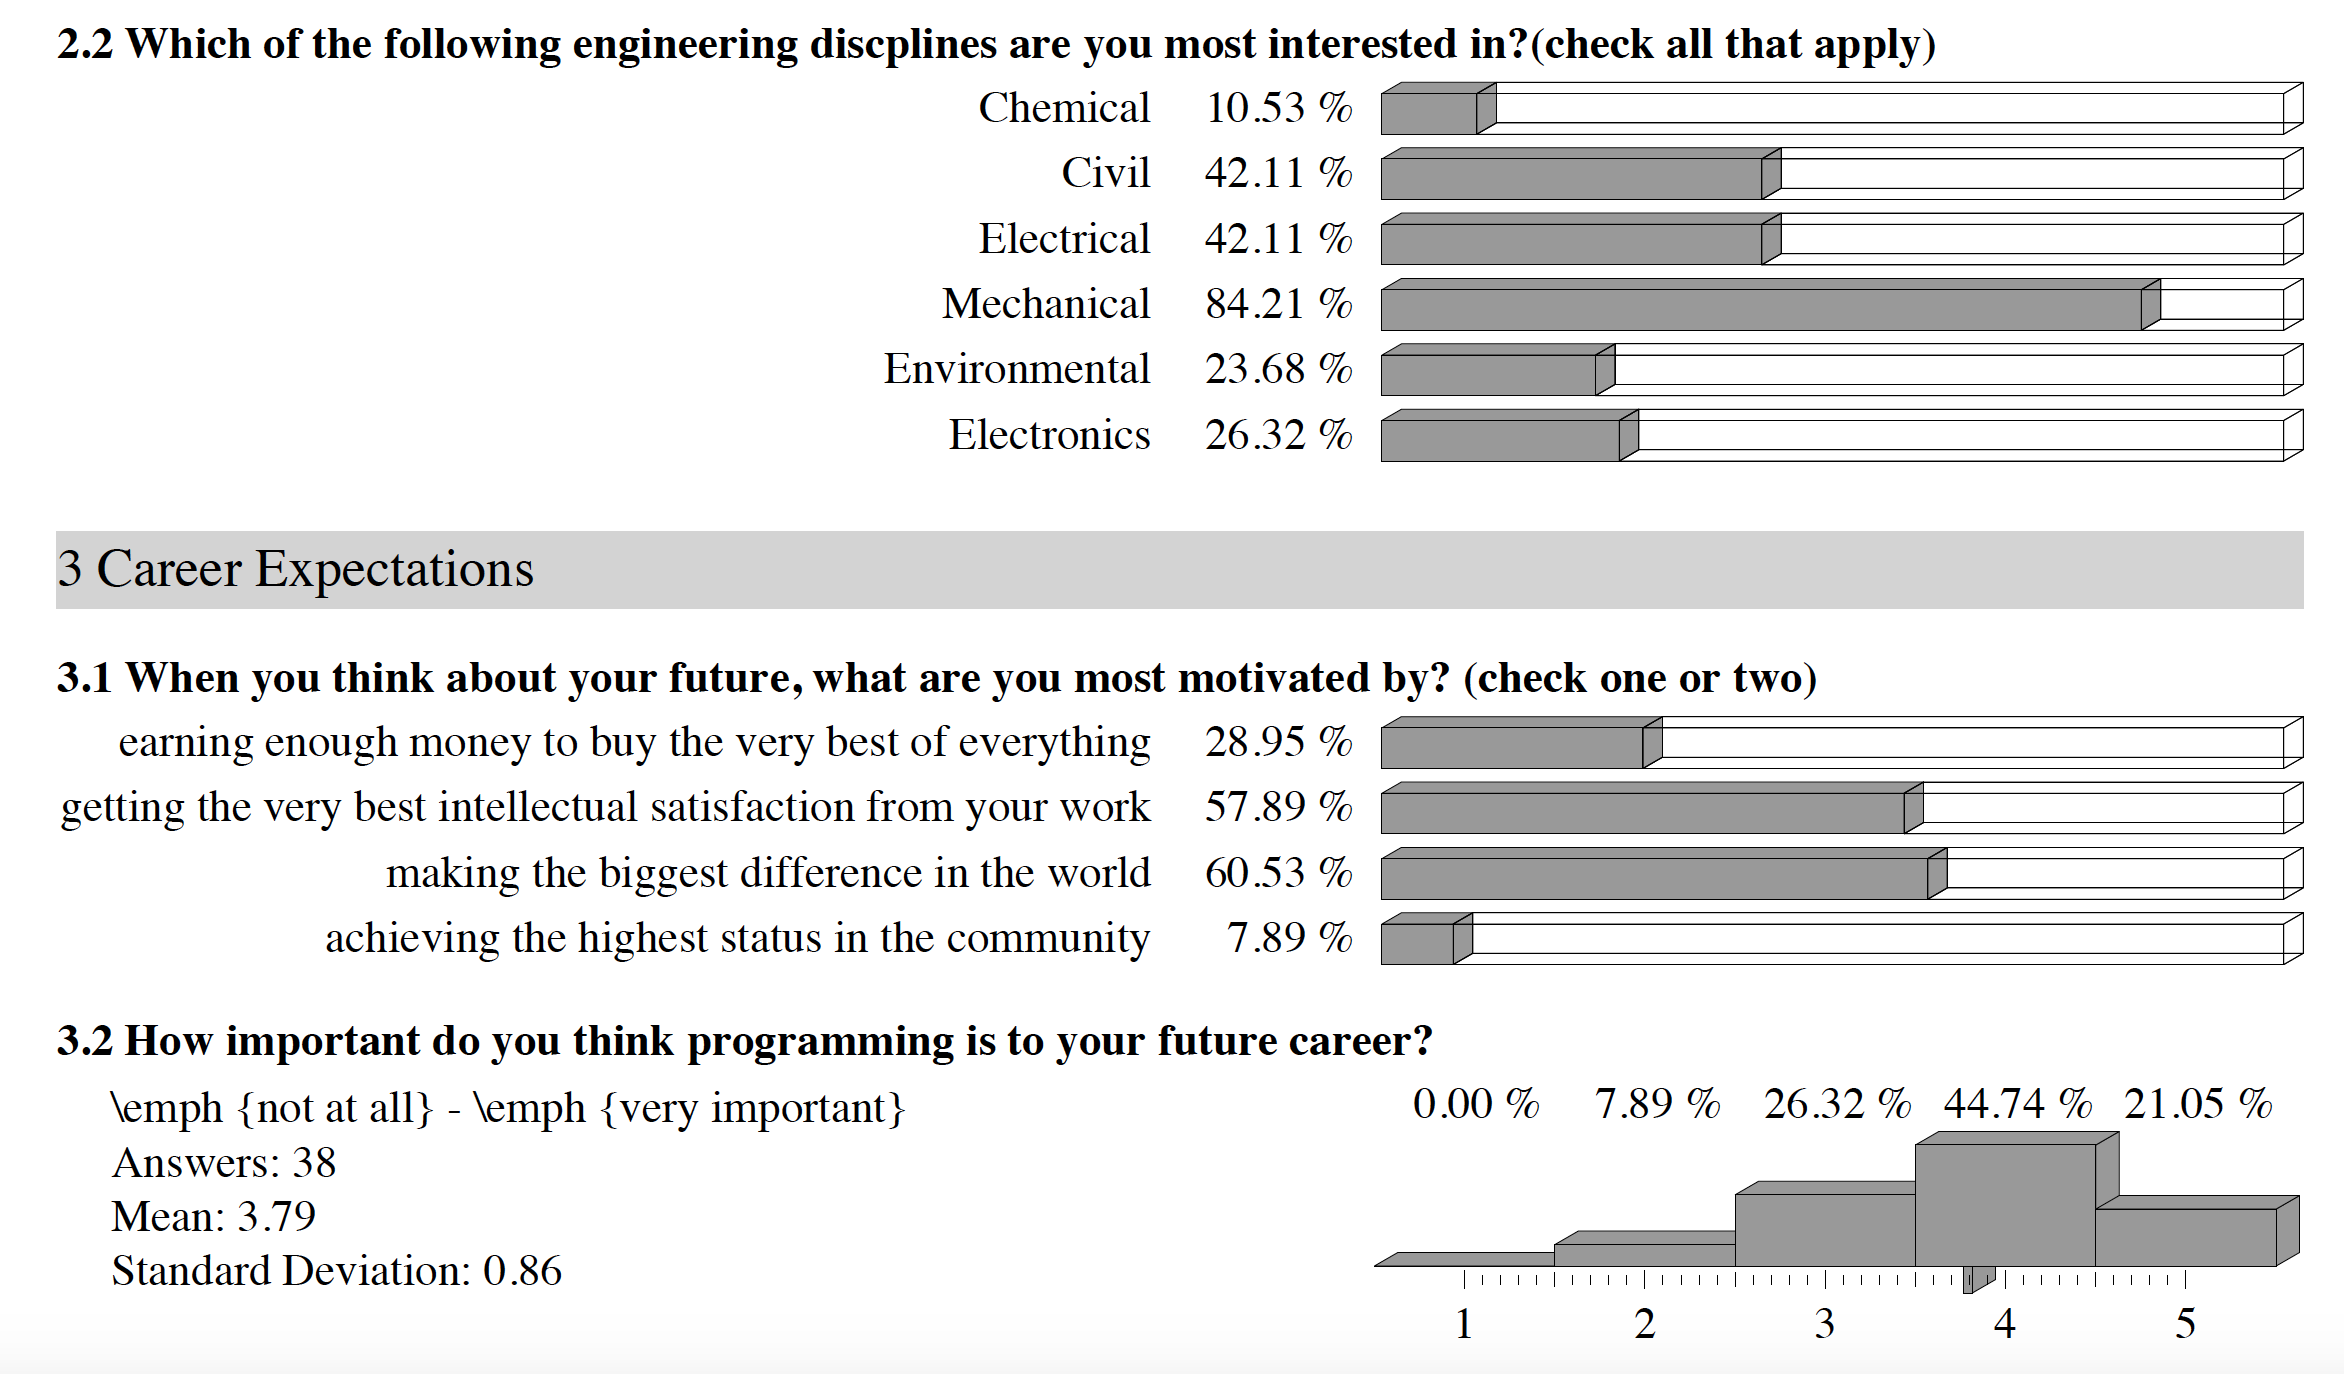 2.2 Which of the following engineering discplines are you most interested in?(check all that apply)
Chemical 10.53 %
Civil 42.11 %
Electrical 42.11 %
Mechanical 84.21 %
Environmental 23.68 %
Electronics 26.32 %
3 Career Expectations
3.1 When you think about your future, what are you most motivated by? (check one or two)
earning enough money to buy the very best of everything 28.95 %
getting the very best intellectual satisfaction from your work 57.89 %
making the biggest difference in the world 60.53 %
achieving the highest status in the community 7.89 %
3.2 How important do you think programming is to your future career?
\emph {not at all} - \emph {very important}
Answers: 38
Mean: 3.79
Standard Deviation: 0.86
0.00 % 7.89 % 26.32 % 44.74 % 21.05 %
1 2 3 4 5